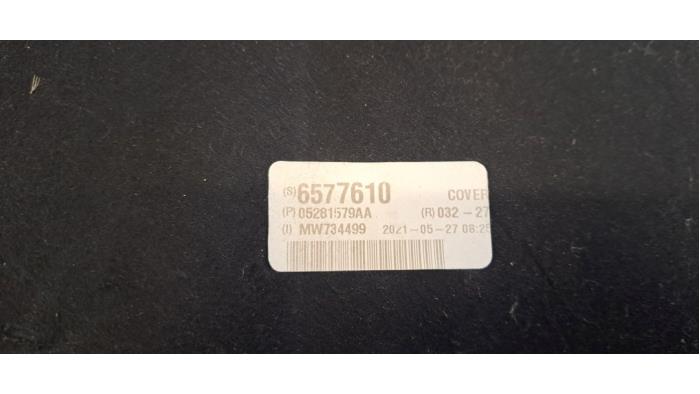 (S) 6577610 COVER
(P) 05281579AA (R) 032-27
(I) MW734499 2021-05-27 08:25